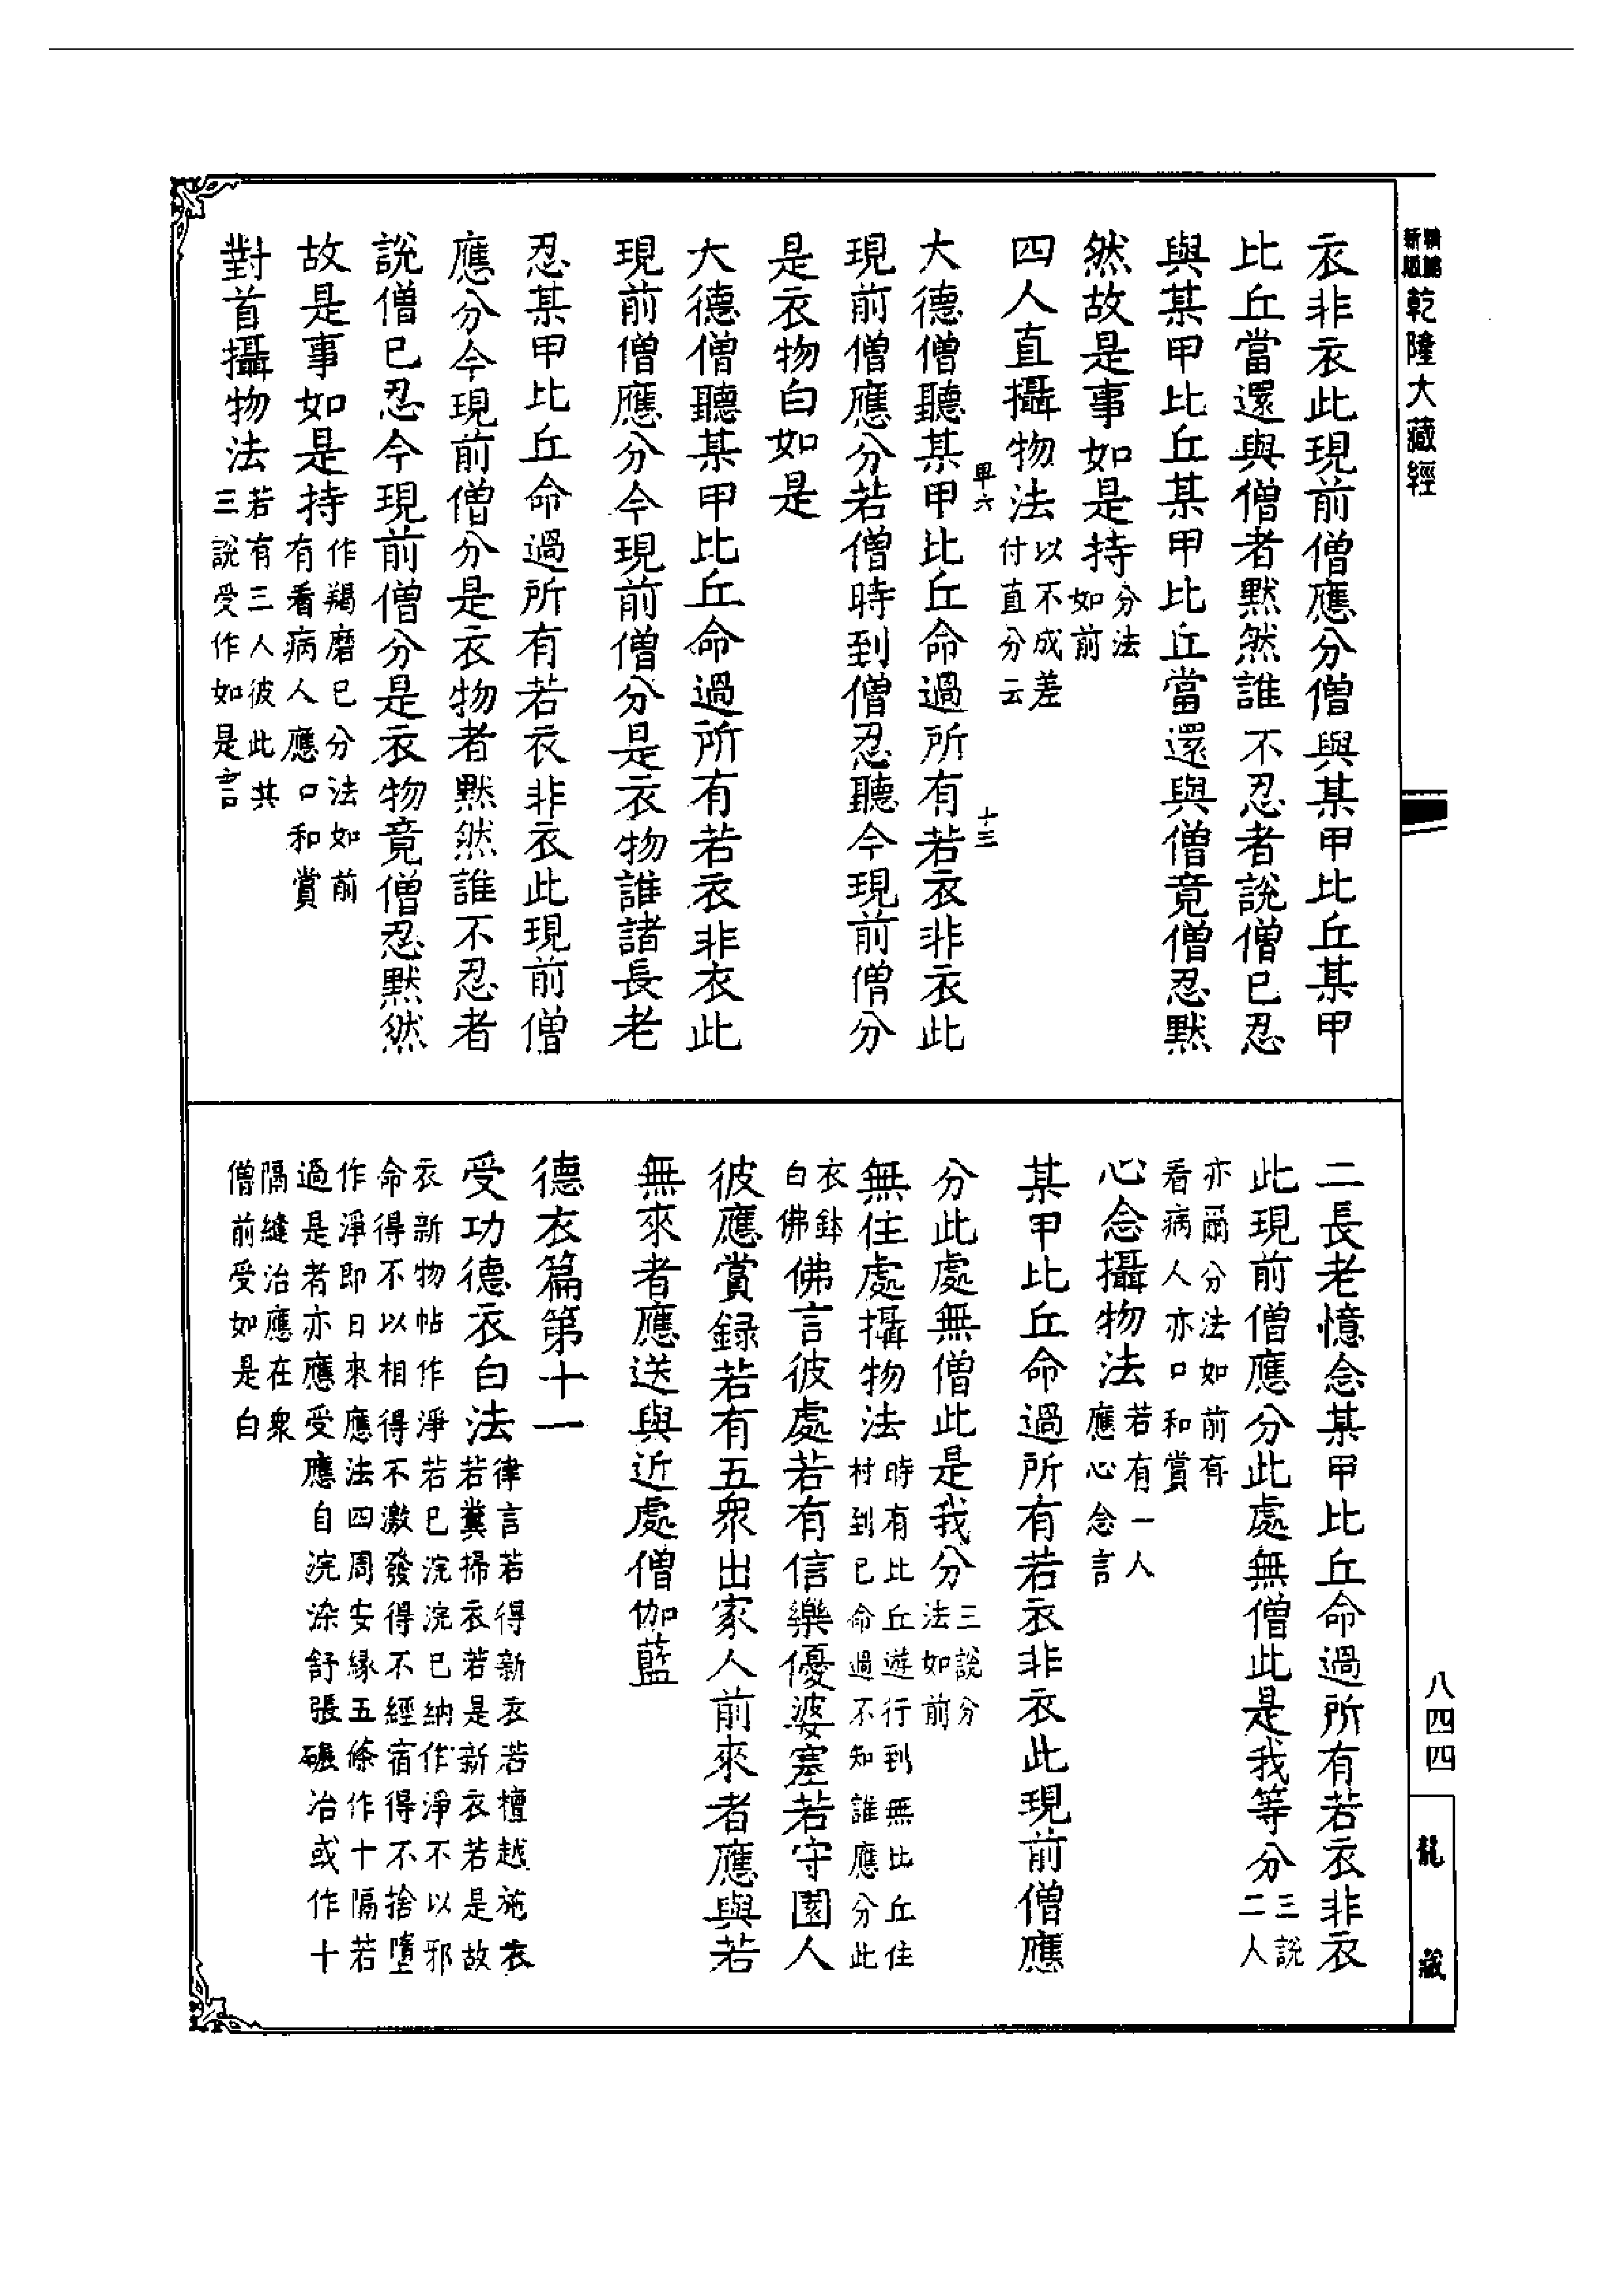 新版
精縮
乾隆大藏經
衣非衣此現前僧應分僧與某甲比丘某甲
比丘當還與僧者黙然誰不忍者說僧已忍
與某甲比丘某甲比丘當還與僧竟僧忍黙
然故是事如是持分法
如前
四人直攝物法以不成差
付直分云
甲六
十三
大德僧聽某甲比丘命過所有若衣非衣此
現前僧應分若僧時到僧忍聽今現前僧分
是衣物白如是
大德僧聽某甲比丘命過所有若衣非衣此
現前僧應分今現前僧分是衣物誰諸長老
忍某甲比丘命過所有若衣非衣此現前僧
應分今現前僧分是衣物者黙然誰不忍者
說僧已忍今現前僧分是衣物竟僧忍黙然
故是事如是持作羯磨已分法如前
有看病人應口和賞
對首攝物法若有三人彼此共
三說受作如是言
二長老憶念某甲比丘命過所有若衣非衣
此現前僧應分此處無僧此是我等分三說
二人
亦爾分法如前有
看病人亦口和賞
心念攝物法若有一人
應心念言
某甲比丘命過所有若衣非衣此現前僧應
分此處無僧此是我分三說分
法如前
無住處攝物法時有比丘遊行到無比丘住
村到已命過不知誰應分此
衣鉢
白佛佛言彼處若有信樂優婆塞若守園人
彼應賞録若有五衆出家人前來者應與若
無來者應送與近處僧伽藍
德衣篇第十一
受功德衣白法律言若得新衣若檀越施衣
若糞掃衣若是新衣若是故
衣新物帖作淨若已浣浣已納作淨不以邪
命得不以相得不激發得不經宿得不捨墮
作淨即日來應法四周安緣五條作十隔若
過是者亦應受應自浣染舒張碾治或作十
隔縫治應在衆
僧前受如是白
八四四
龍藏